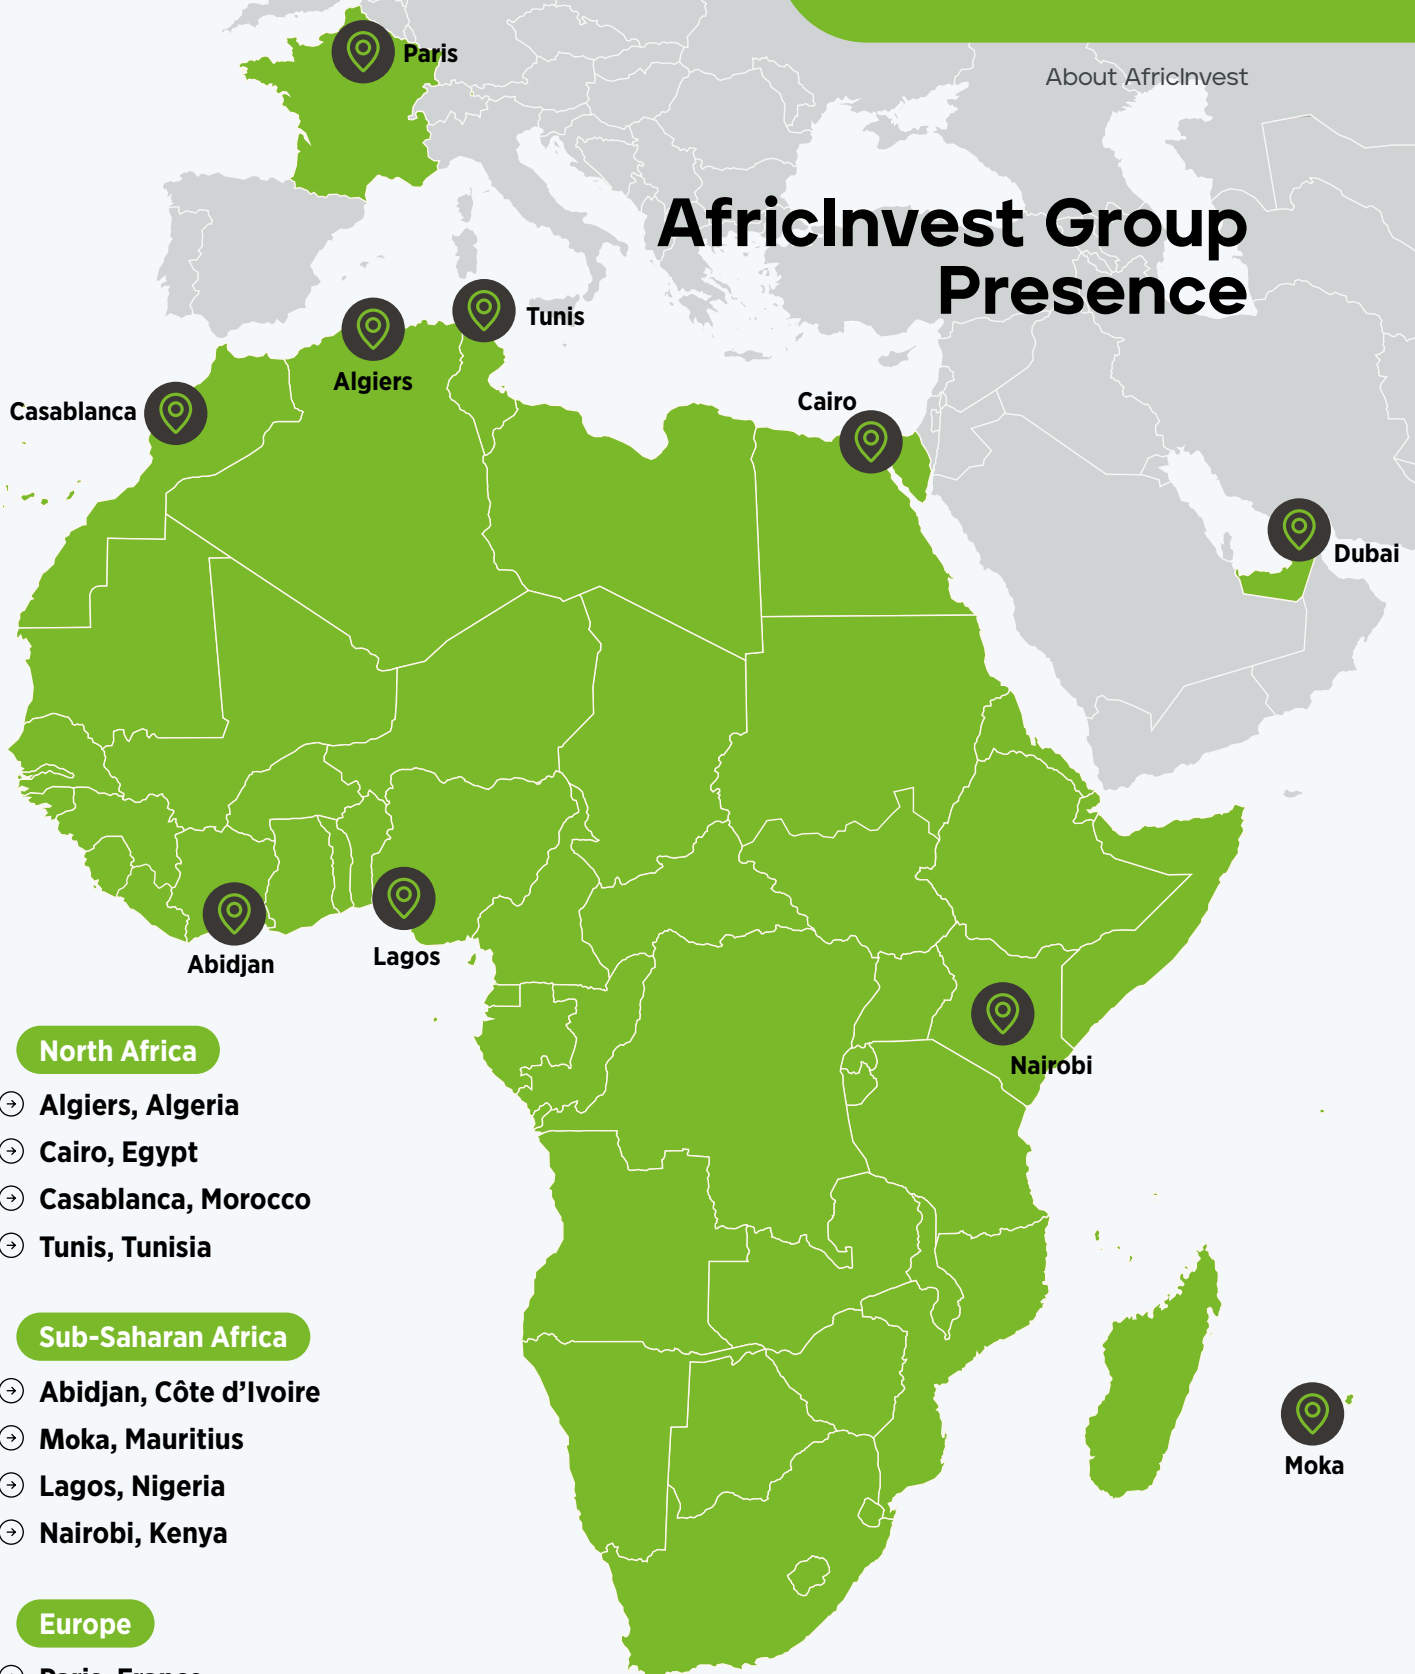 About AfricInvest
AfricInvest Group
Presence
Paris
Tunis
Algiers
Casablanca
Cairo
Dubai
Abidjan
Lagos
Nairobi
Moka
North Africa
Algiers, Algeria
Cairo, Egypt
Casablanca, Morocco
Tunis, Tunisia
Sub-Saharan Africa
Abidjan, Côte d’Ivoire
Moka, Mauritius
Lagos, Nigeria
Nairobi, Kenya
Europe
Paris, France